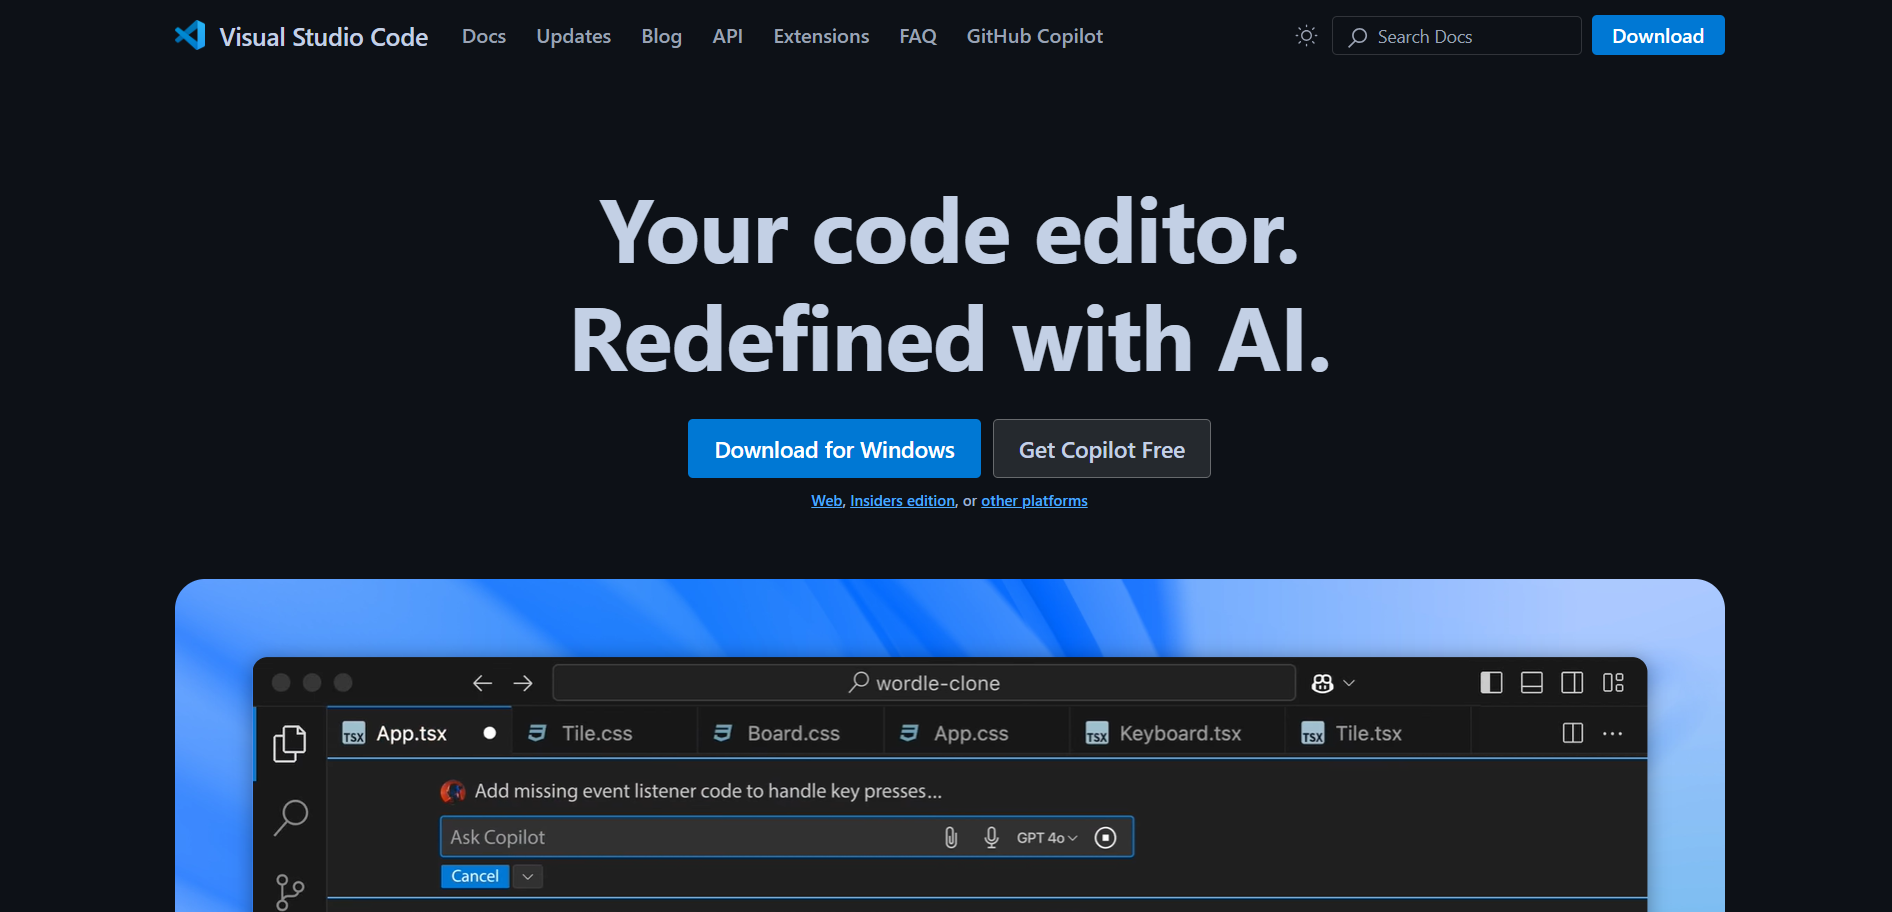 Visual Studio Code Docs Updates Blog API Extensions FAQ GitHub Copilot Search Docs Download
Your code editor.
Redefined with AI.
Download for Windows Get Copilot Free
Web, Insiders edition, or other platforms
wordle-clone
TSX App.tsx Tile.css Board.css App.css TSX Keyboard.tsx TSX Tile.tsx
Add missing event listener code to handle key presses...
Ask Copilot GPT 4o
Cancel